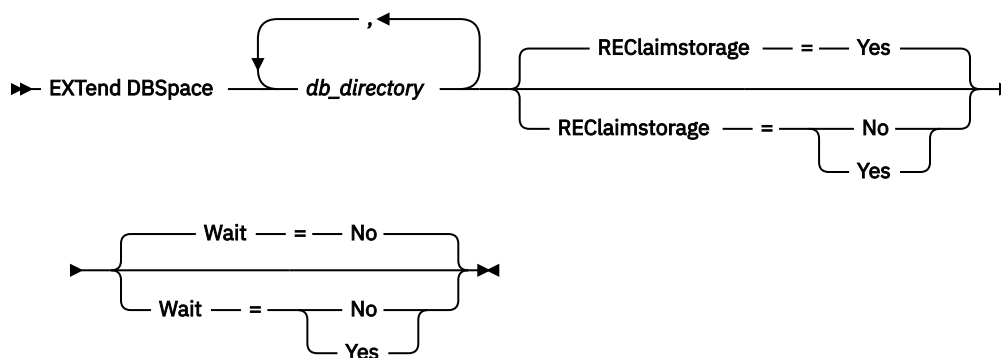 ,
REClaimstorage = Yes
EXTend DBSpace db_directory
REClaimstorage = No
Yes
Wait = No
Wait = No
Yes